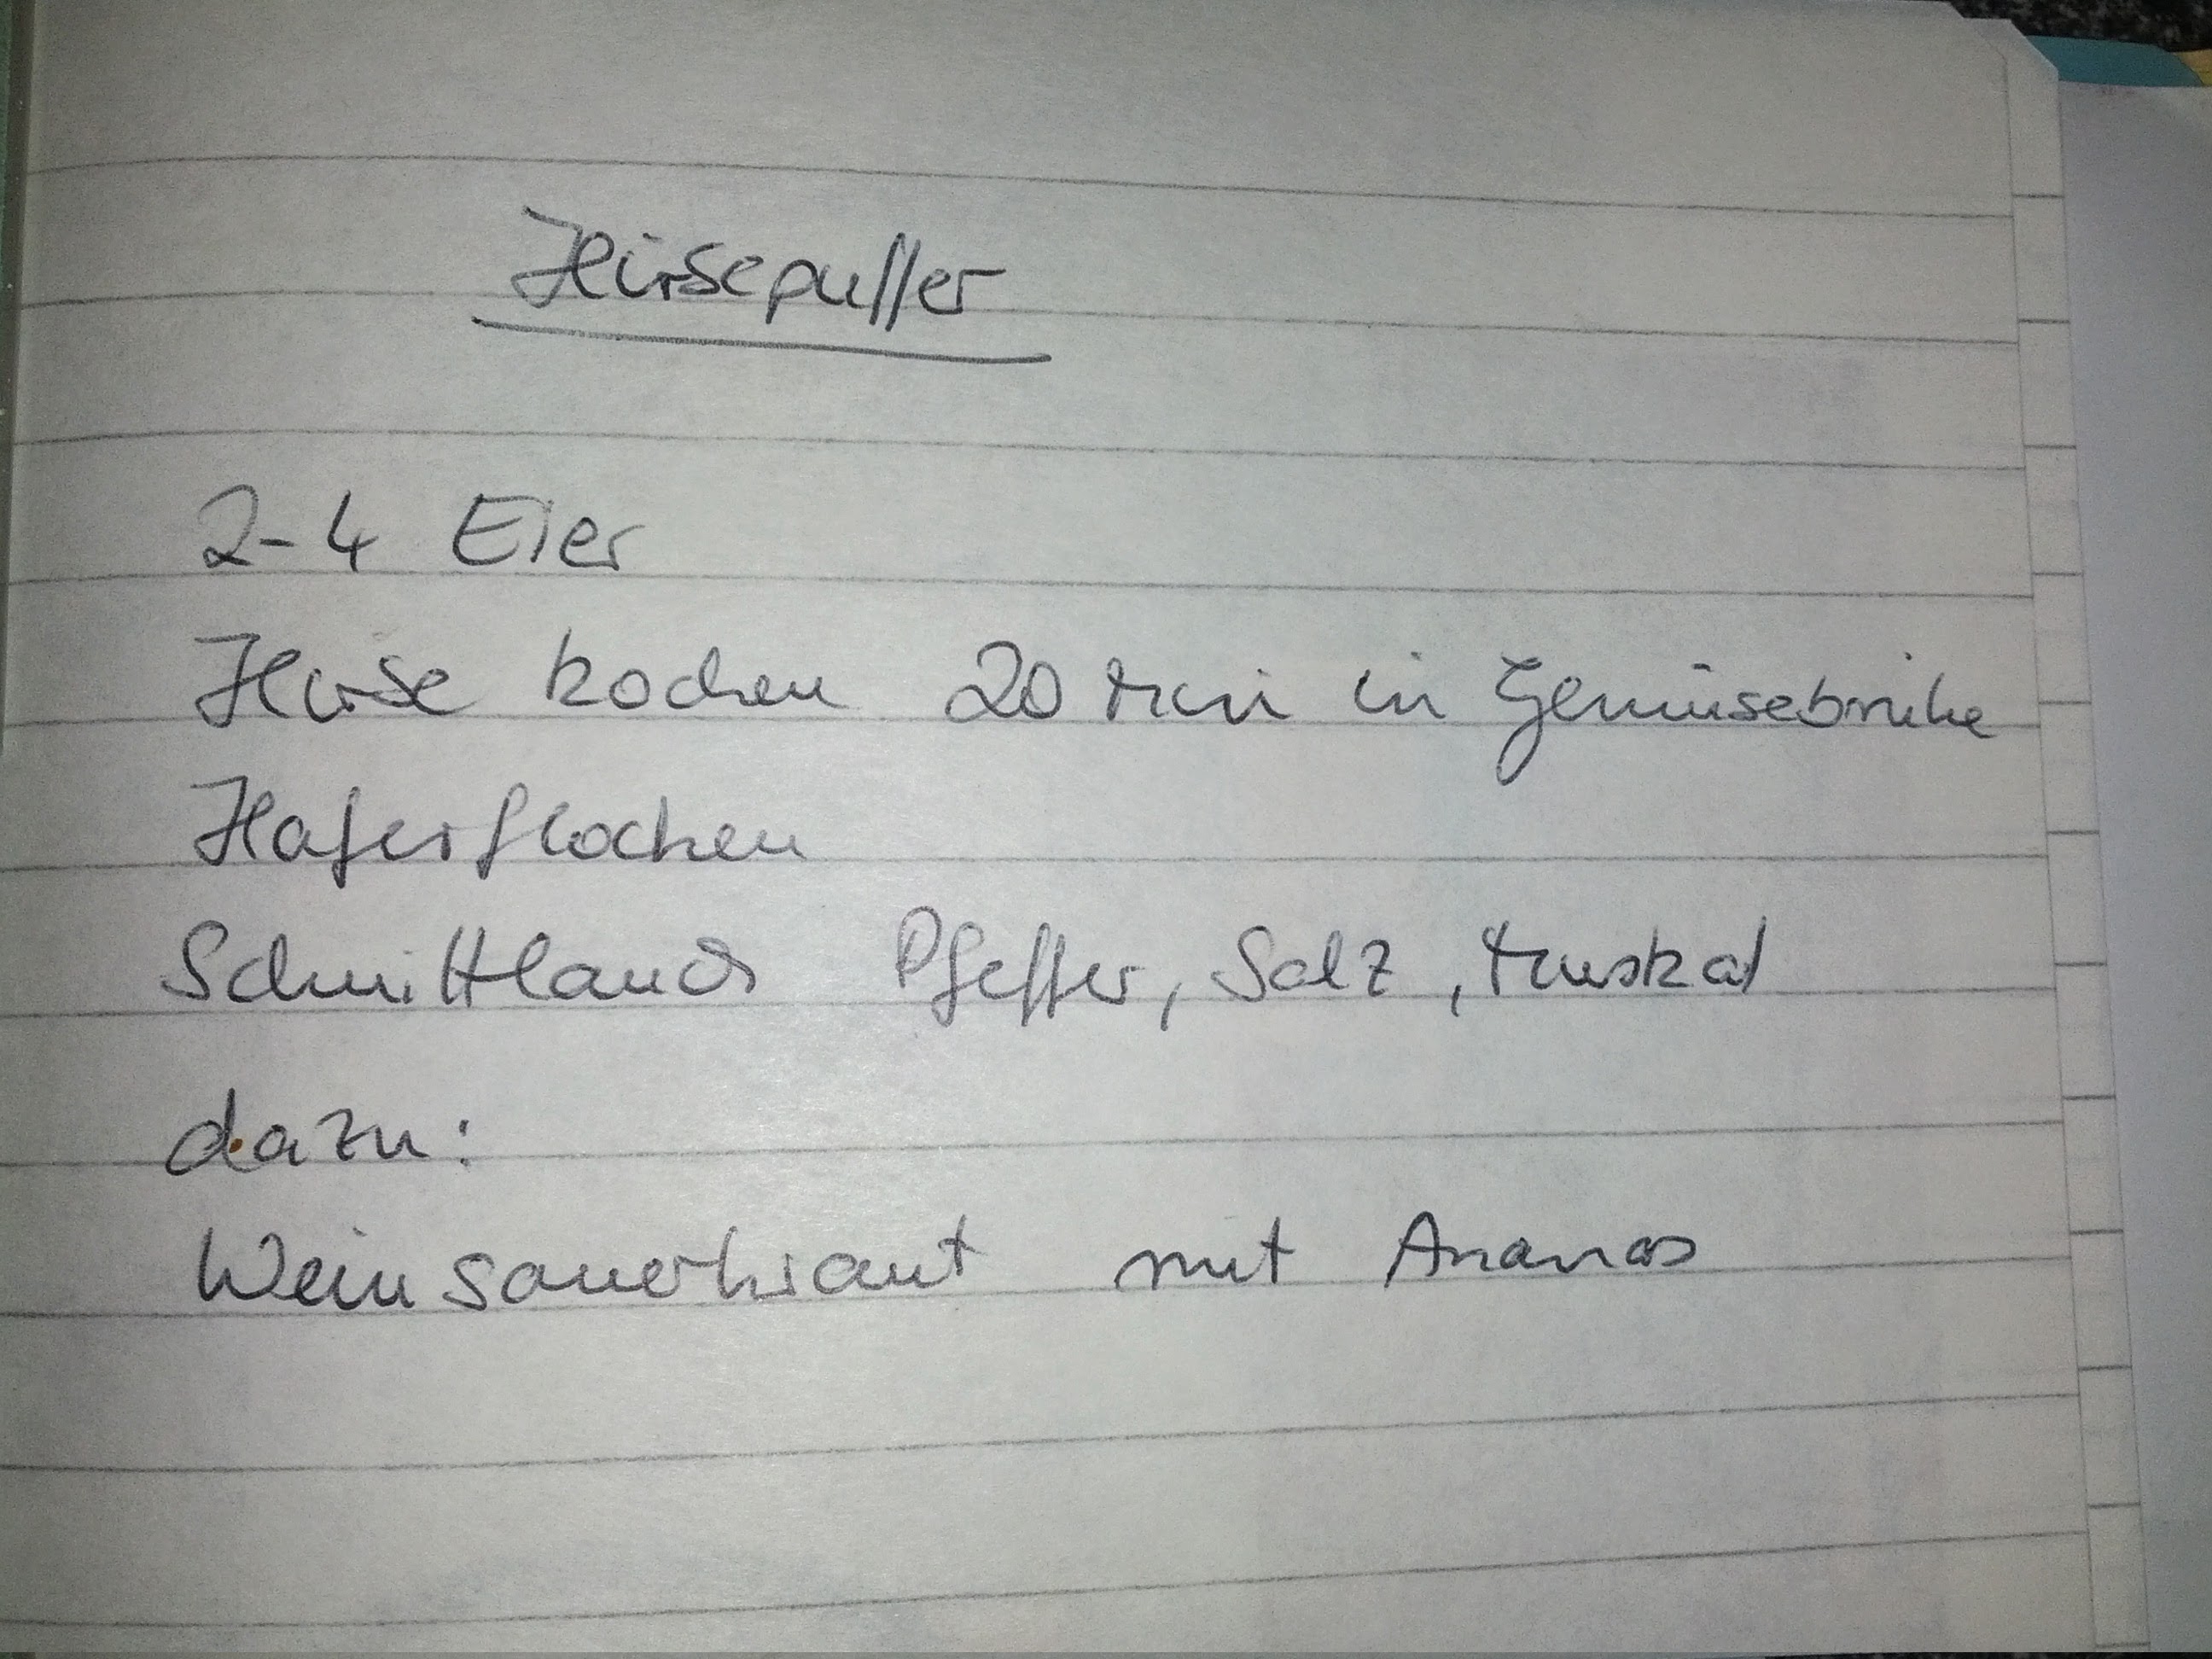 Hirsepuffer
2-4 Eier
Hirse kochen 20 Min in Gemüsebrühe
Haferflocken
Schnittlauch Pfeffer, Salz, Muskat
dazu:
Weinsauerkraut mit Ananas